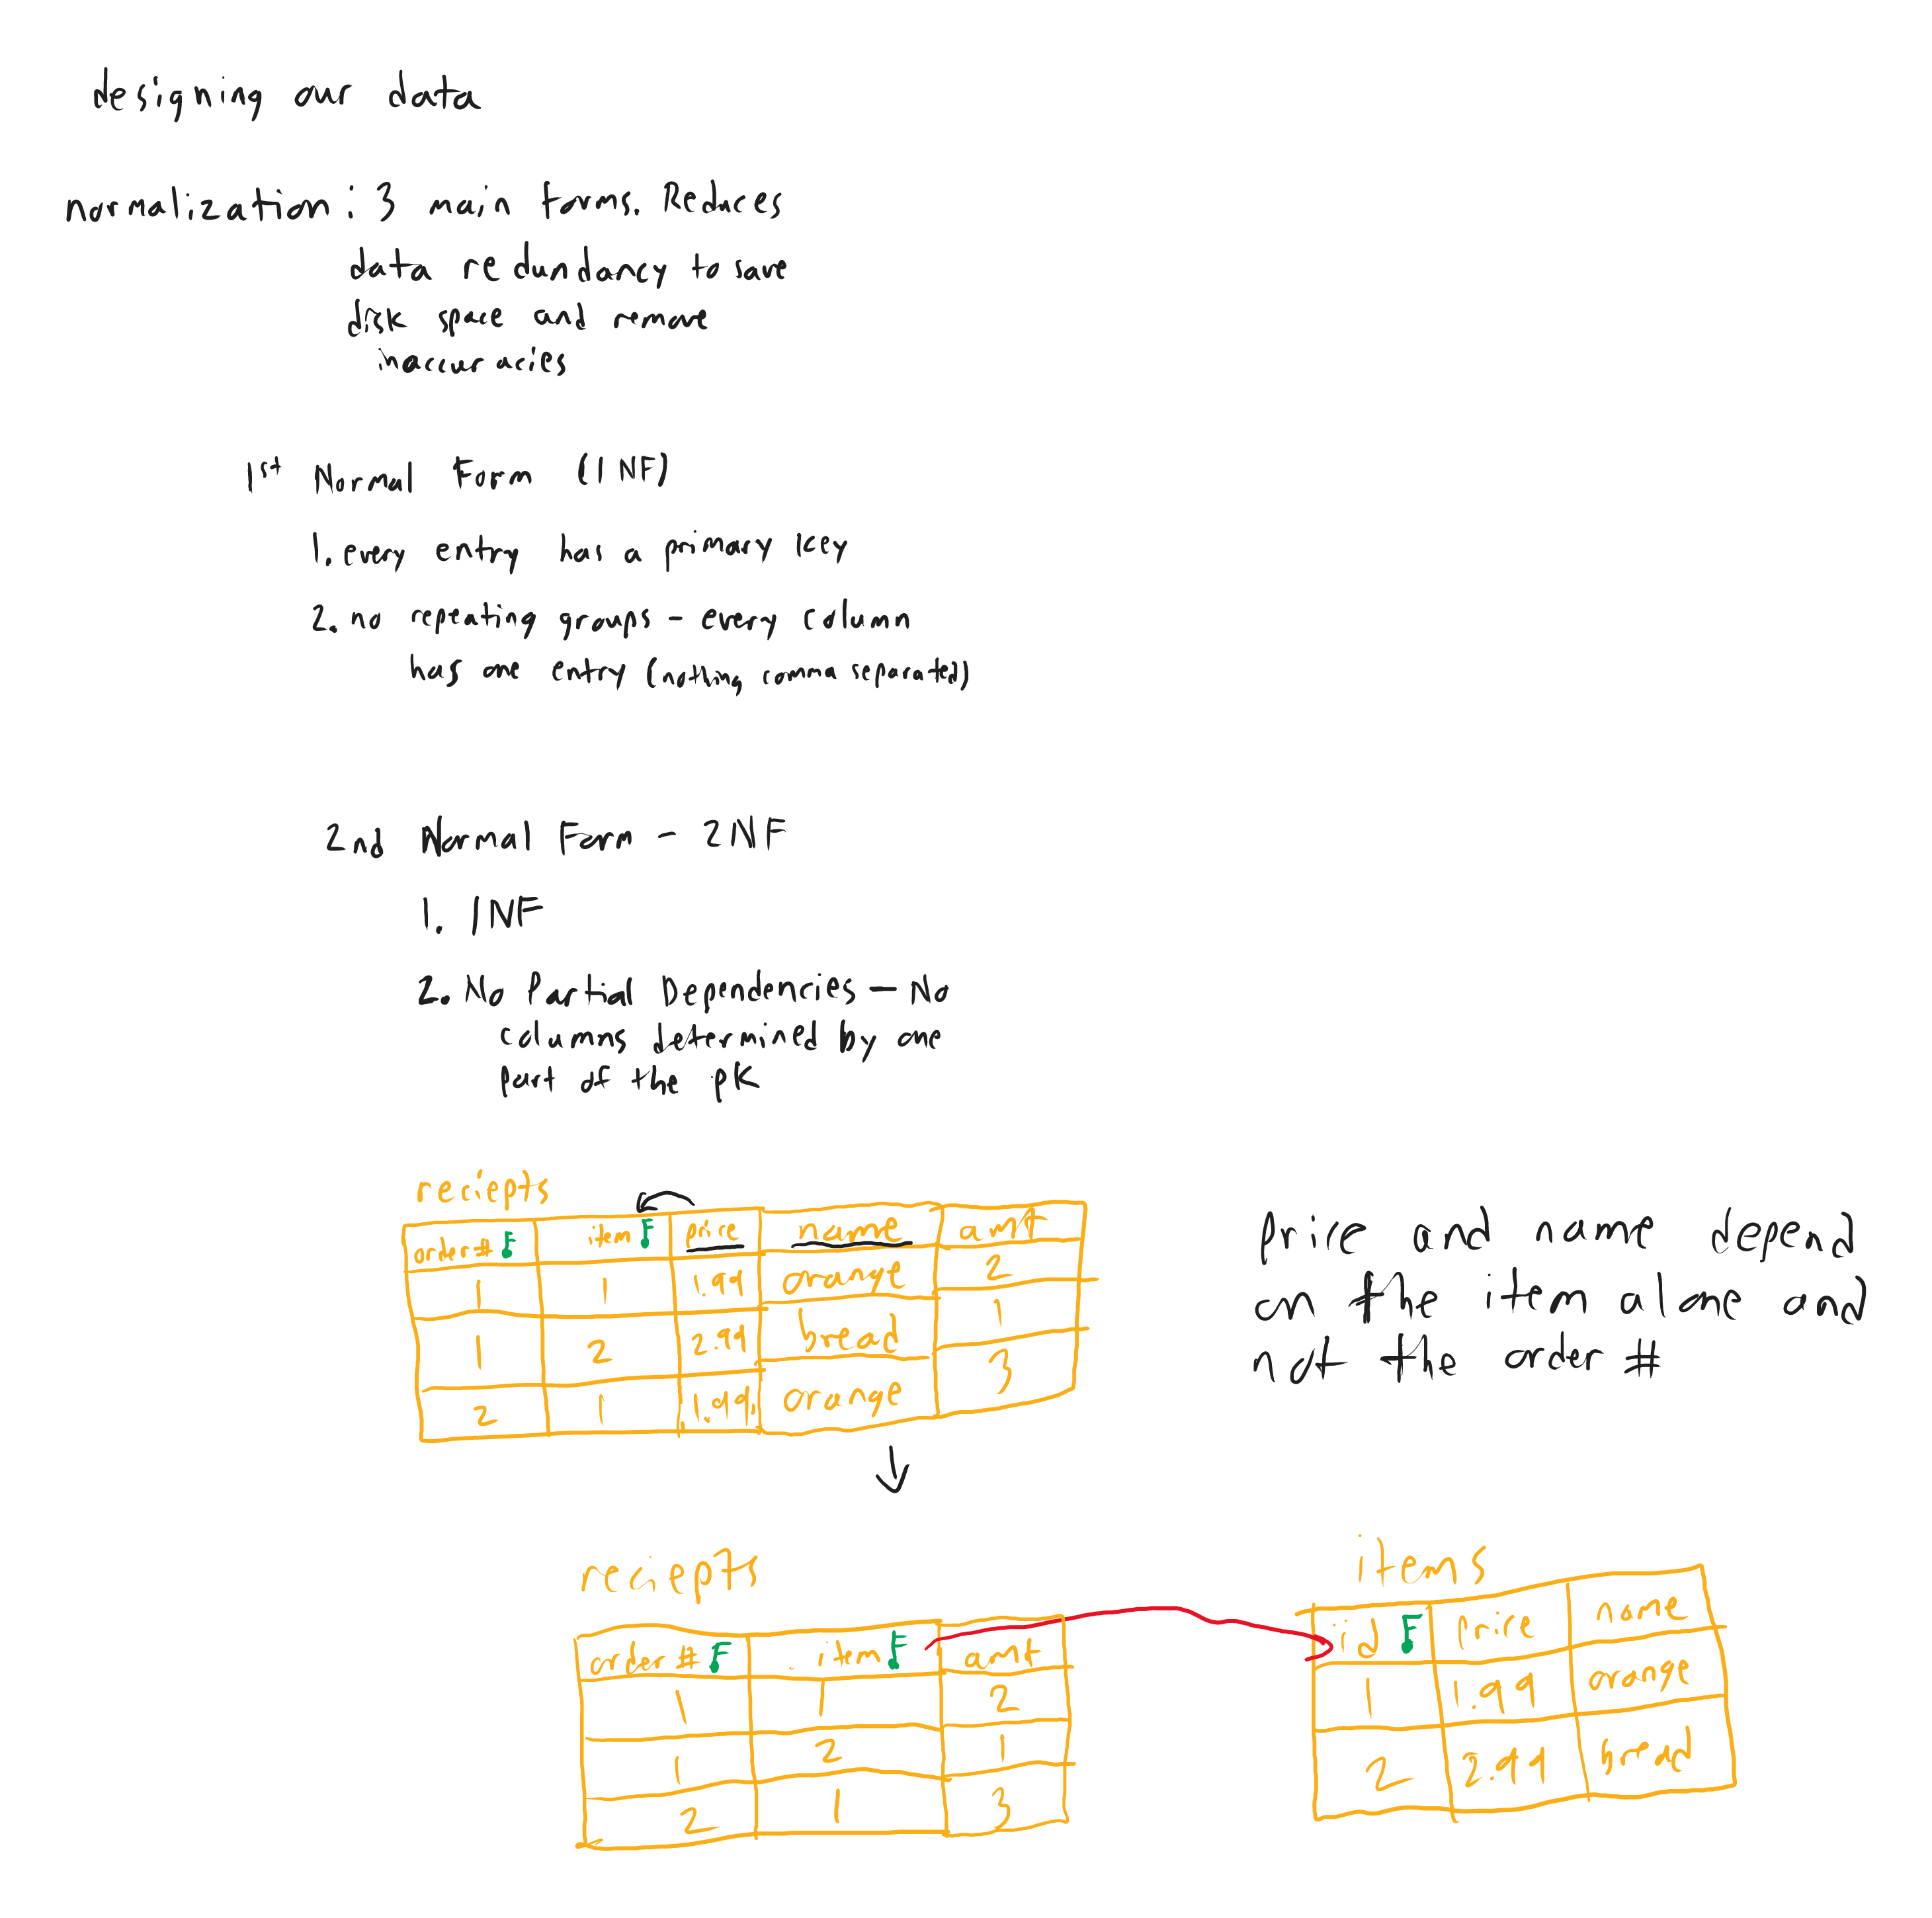 designing our data
normalization: 3 main forms. Reduces
data redundancy to save
disk space and remove
inaccuracies
1st Normal Form (1NF)
1. every entry has a primary key
2. no repeating groups - every column
has one entry (nothing comma separated)
2nd Normal Form - 2NF
1. 1NF
2. No Partial Dependencies - No
columns determined by one
part of the pk
reciepts
order# item price name amt
1 1 1.99 orange 2
1 2 2.99 bread 1
2 1 1.99 orange 3
price and name depend
on the item alone and
not the order #
reciepts
order # item amt
1 1 2
1 2 1
2 1 3
items
id Price name
1 1.99 orange
2 2.99 bread